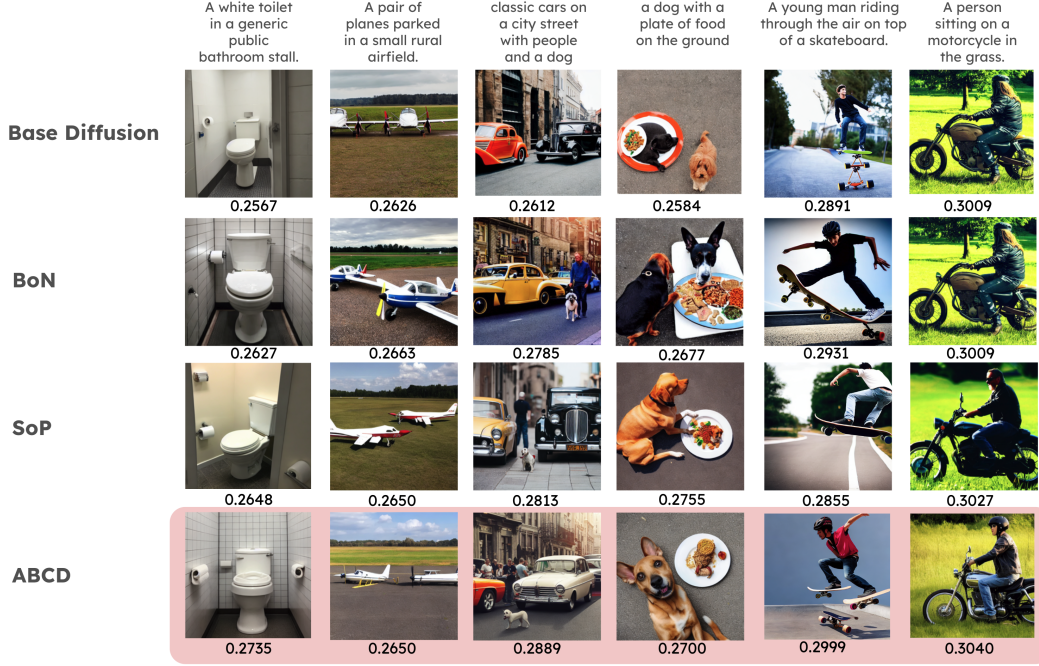 A white toilet
in a generic
public
bathroom stall.
A pair of
planes parked
in a small rural
airfield.
classic cars on
a city street
with people
and a dog
a dog with a
plate of food
on the ground
A young man riding
through the air on top
of a skateboard.
A person
sitting on a
motorcycle in
the grass.
Base Diffusion
0.2567 0.2626 0.2612 0.2584 0.2891 0.3009
BoN
0.2627 0.2663 0.2785 0.2677 0.2931 0.3009
SoP
0.2648 0.2650 0.2813 0.2755 0.2855 0.3027
ABCD
0.2735 0.2650 0.2889 0.2700 0.2999 0.3040